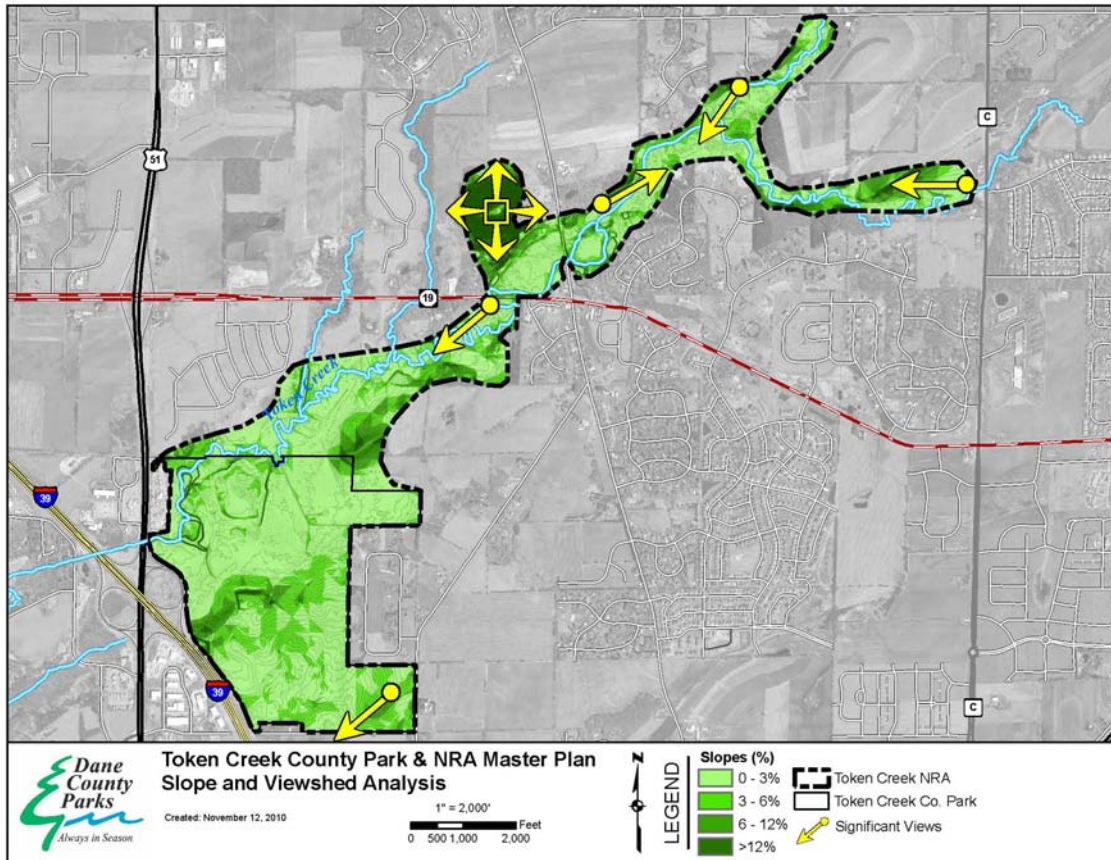 C
51
19
Token Creek
39
39
C
Dane
County
Parks
Always in Season
Token Creek County Park & NRA Master Plan
Slope and Viewshed Analysis
Created: November 12, 2010
1" = 2,000'
Feet
0 500 1,000 2,000
N
LEGEND
Slopes (%)
0 - 3%
3 - 6%
6 - 12%
>12%
Token Creek NRA
Token Creek Co. Park
Significant Views